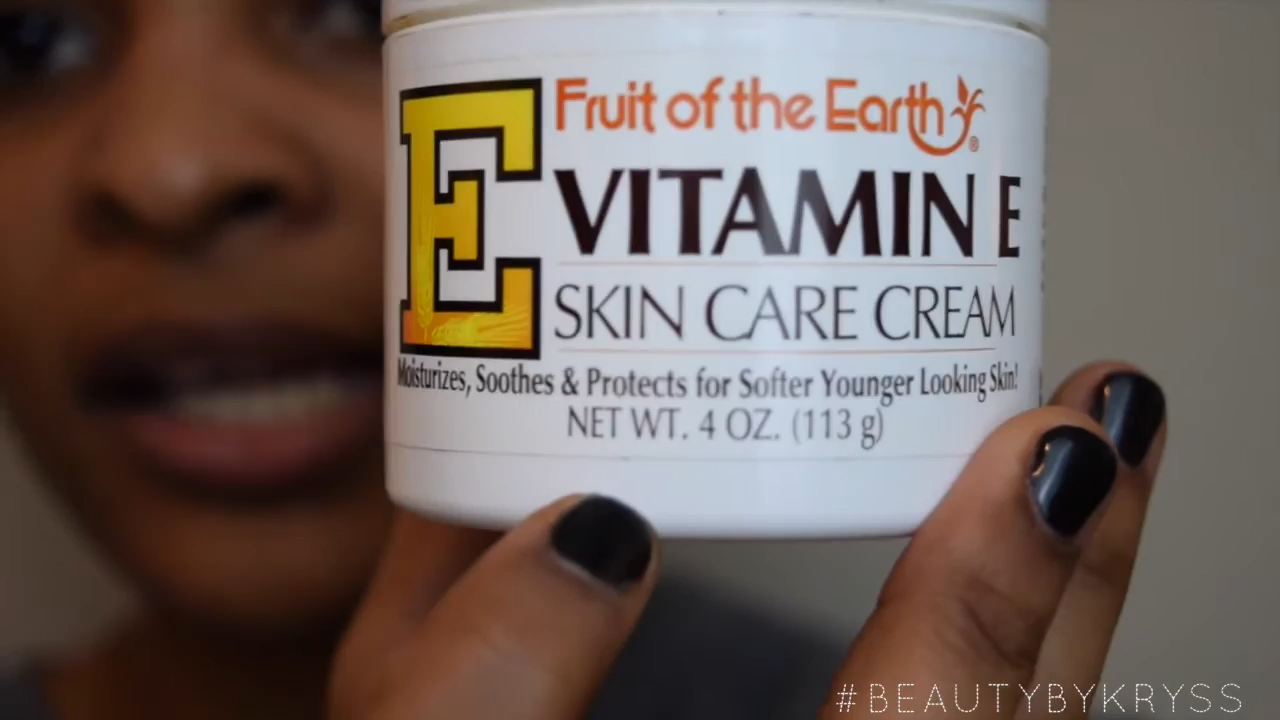 E
Fruit of the Earth®
VITAMIN E
SKIN CARE CREAM
Moisturizes, Soothes & Protects for Softer Younger Looking Skin!
NET WT. 4 OZ. (113 g)
#BEAUTYBYKRYSS